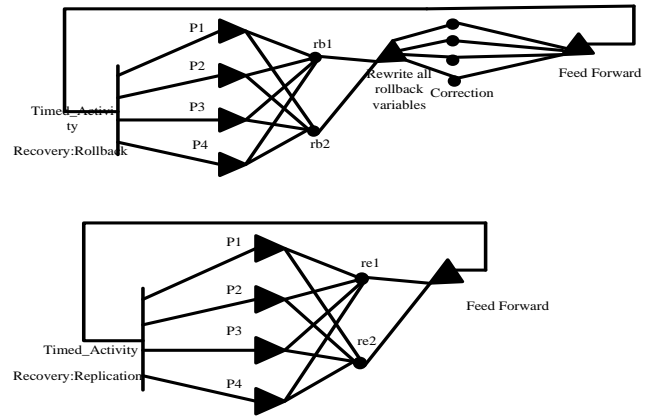 P1
rb1
P2
P3
P4
rb2
Timed_Activi-
ty
Recovery:Rollback
Rewrite all
rollback
variables
Correction
Feed Forward
P1
re1
P2
P3
P4
re2
Timed_Activity
Recovery:Replication
Feed Forward